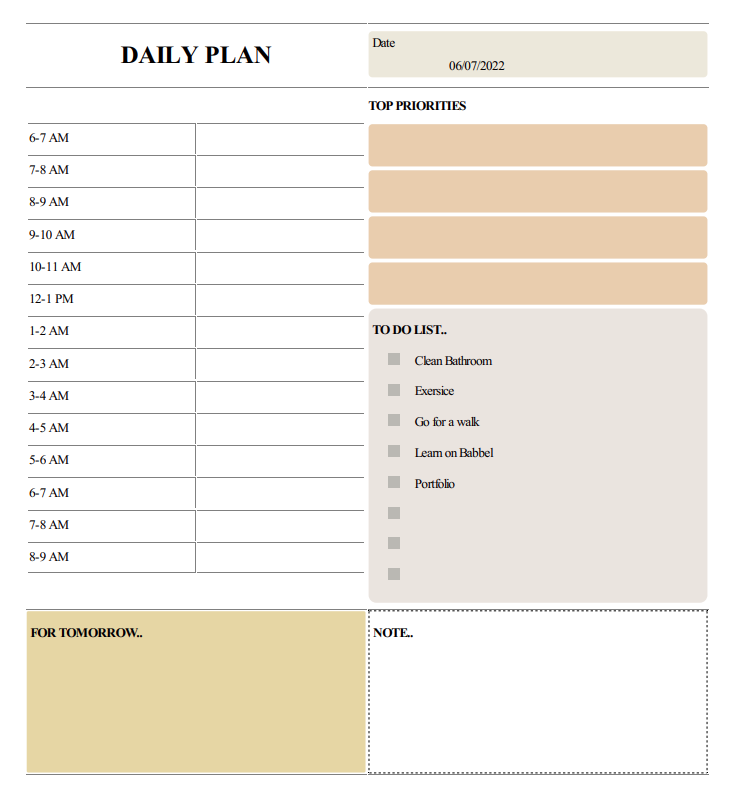 DAILY PLAN
Date
06/07/2022
TOP PRIORITIES
6-7 AM
7-8 AM
8-9 AM
9-10 AM
10-11 AM
12-1 PM
1-2 AM
2-3 AM
3-4 AM
4-5 AM
5-6 AM
6-7 AM
7-8 AM
8-9 AM
TO DO LIST..
Clean Bathroom
Exersice
Go for a walk
Learn on Babbel
Portfolio
FOR TOMORROW..
NOTE..